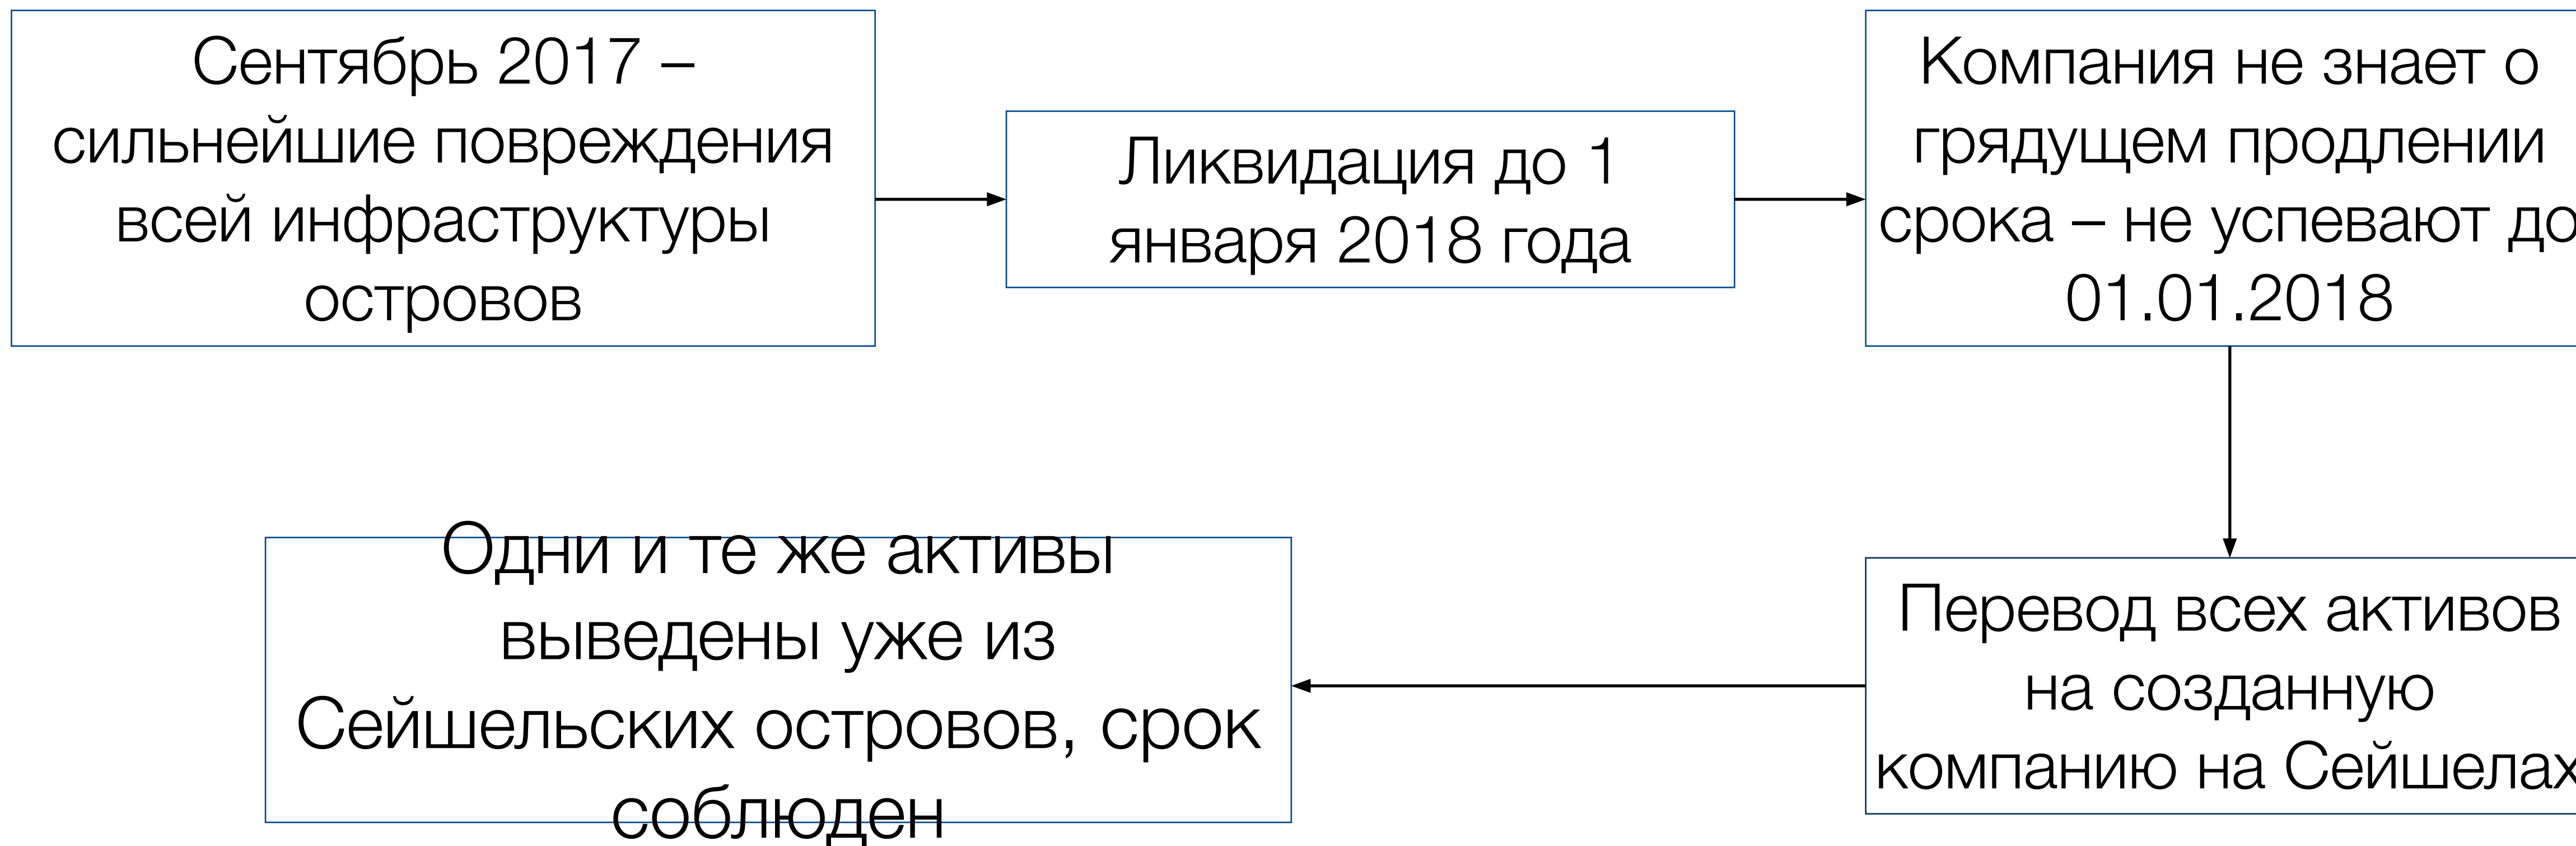 Сентябрь 2017 –
сильнейшие повреждения
всей инфраструктуры
островов
Ликвидация до 1
января 2018 года
Компания не знает о
грядущем продлении
срока – не успевают до
01.01.2018
Перевод всех активов
на созданную
компанию на Сейшелах
Одни и те же активы
выведены уже из
Сейшельских островов, срок
соблюден